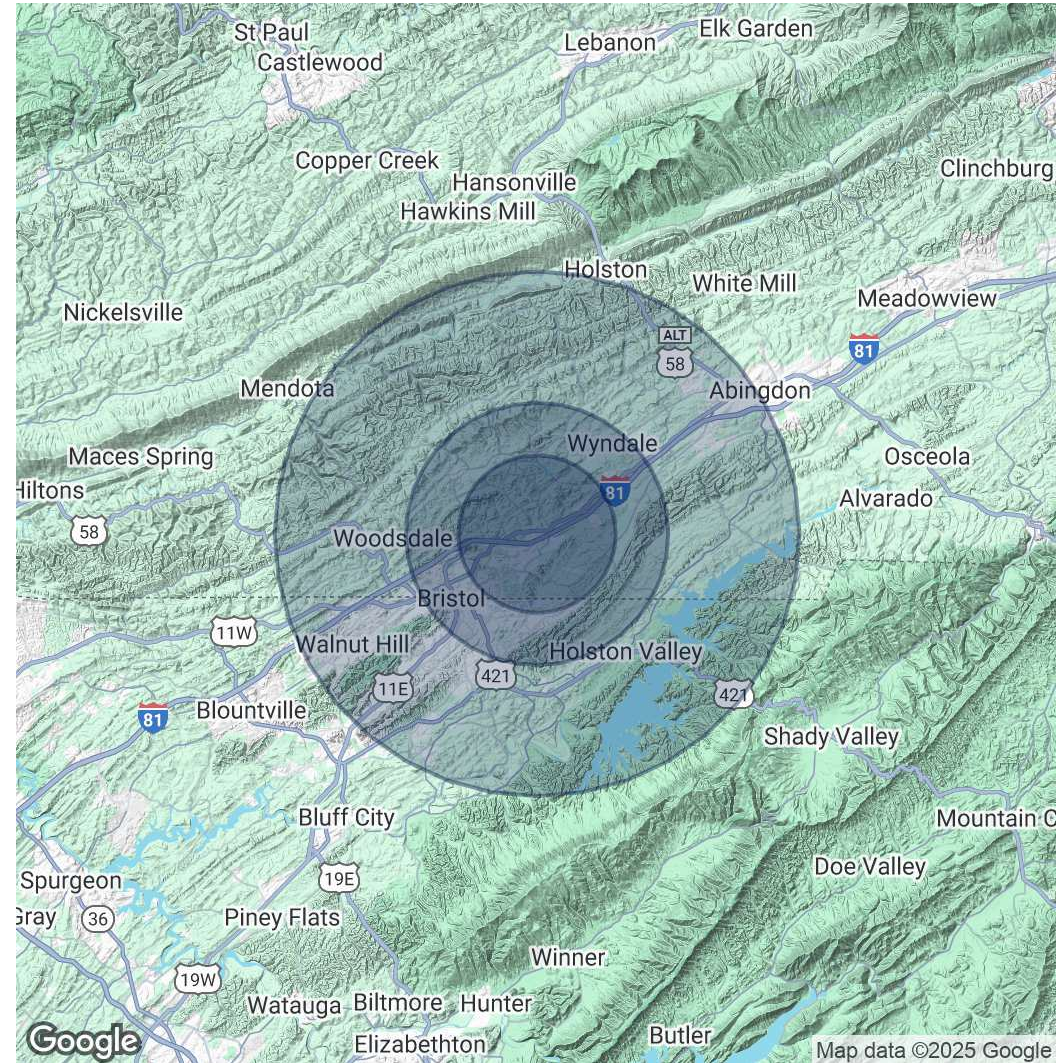 St Paul
Elk Garden
Lebanon
Castlewood
Copper Creek
Clinchburg
Hansonville
Hawkins Mill
Holston
White Mill
Meadowview
Nickelsville
ALT
58
81
Mendota
Abingdon
Wyndale
Maces Spring
Osceola
Hiltons
81
Alvarado
58
Woodsdale
Bristol
11W
Walnut Hill
Holston Valley
421
11E
421
Blountville
81
Shady Valley
Bluff City
Mountain C
Doe Valley
Spurgeon
19E
Gray
36
Piney Flats
Winner
19W
Watauga
Biltmore
Hunter
Butler
Elizabethton
Google
Map data ©2025 Google